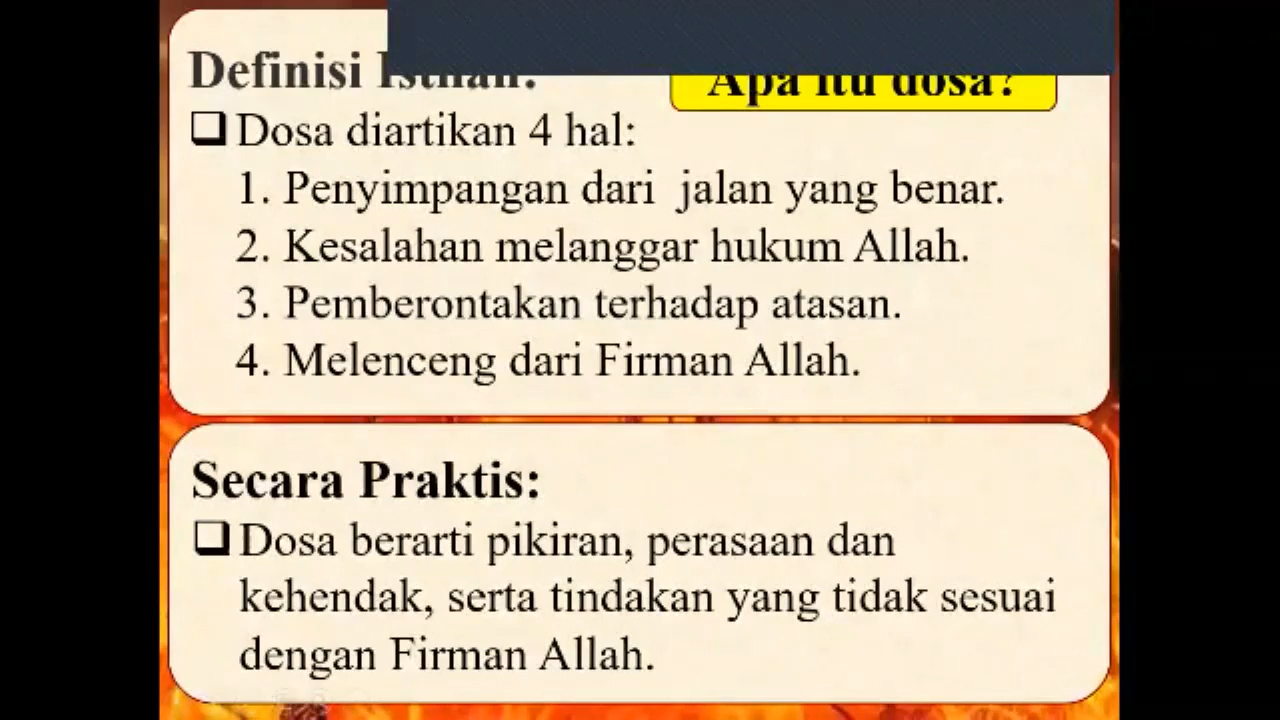 Definisi Istilah:
Apa itu dosa?
❑ Dosa diartikan 4 hal:
1. Penyimpangan dari jalan yang benar.
2. Kesalahan melanggar hukum Allah.
3. Pemberontakan terhadap atasan.
4. Melenceng dari Firman Allah.
Secara Praktis:
❑ Dosa berarti pikiran, perasaan dan
kehendak, serta tindakan yang tidak sesuai
dengan Firman Allah.